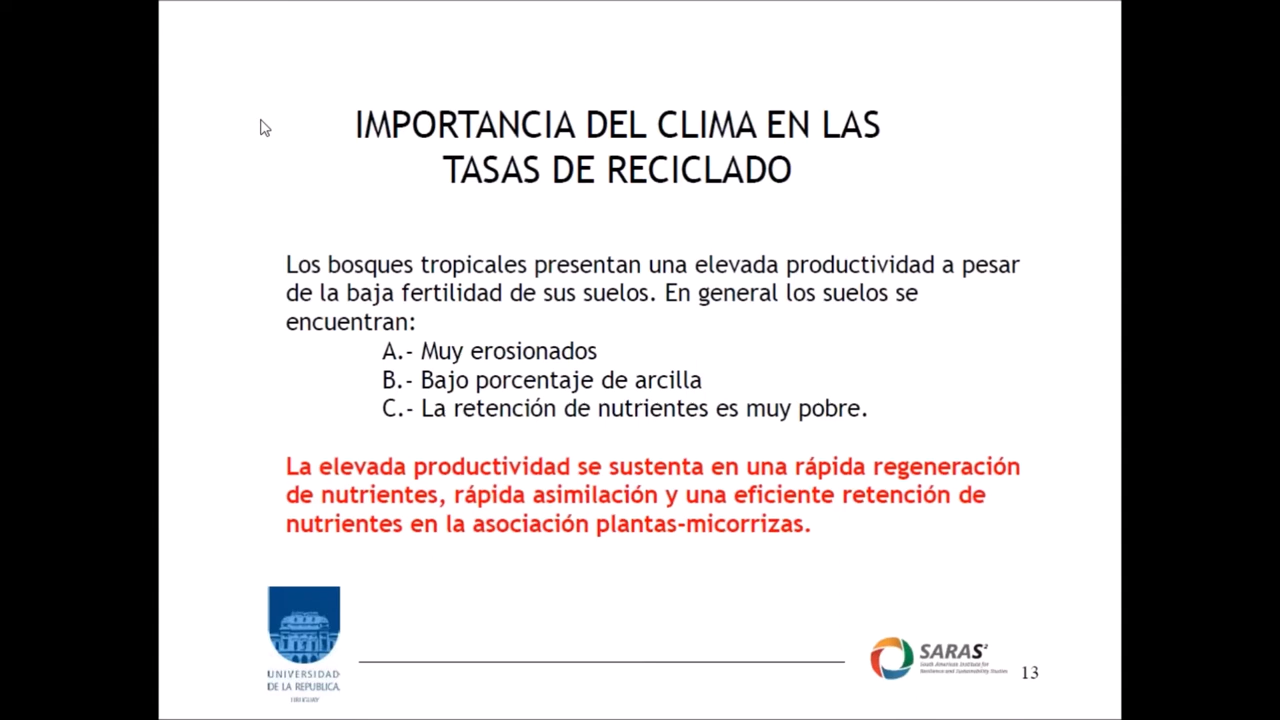 IMPORTANCIA DEL CLIMA EN LAS
TASAS DE RECICLADO
Los bosques tropicales presentan una elevada productividad a pesar
de la baja fertilidad de sus suelos. En general los suelos se
encuentran:
A.- Muy erosionados
B.- Bajo porcentaje de arcilla
C.- La retención de nutrientes es muy pobre.
La elevada productividad se sustenta en una rápida regeneración
de nutrientes, rápida asimilación y una eficiente retención de
nutrientes en la asociación plantas-micorrizas.
UNIVERSIDAD
DE LA REPUBLICA
URUGUAY
SARAS²
South American Institute for
Resilience and Sustainability Studies
13